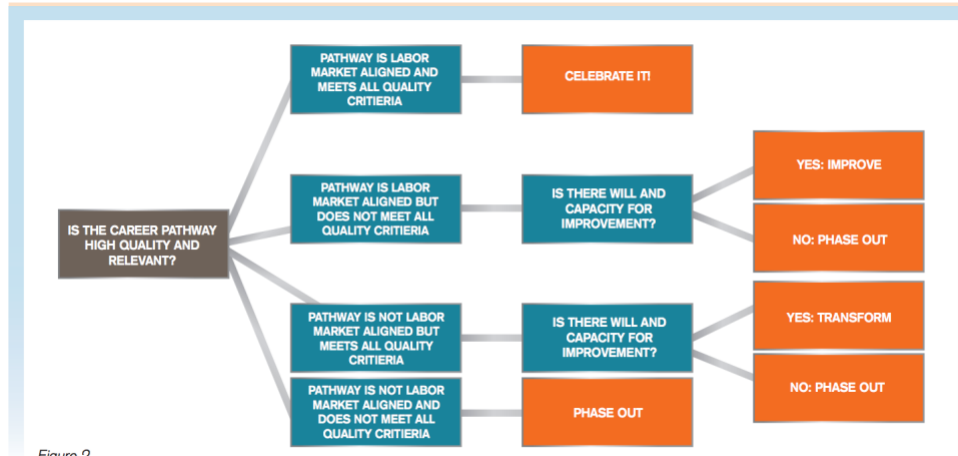 PATHWAY IS LABOR
MARKET ALIGNED AND
MEETS ALL QUALITY
CRITIERIA
CELEBRATE IT!
IS THE CAREER PATHWAY
HIGH QUALITY AND
RELEVANT?
PATHWAY IS LABOR
MARKET ALIGNED BUT
DOES NOT MEET ALL
QUALITY CRITIERIA
IS THERE WILL AND
CAPACITY FOR
IMPROVEMENT?
YES: IMPROVE
NO: PHASE OUT
PATHWAY IS NOT LABOR
MARKET ALIGNED BUT
MEETS ALL QUALITY
CRITIERIA
IS THERE WILL AND
CAPACITY FOR
IMPROVEMENT?
YES: TRANSFORM
NO: PHASE OUT
PATHWAY IS NOT LABOR
MARKET ALIGNED AND
DOES NOT MEET ALL
QUALITY CRITIERIA
PHASE OUT
Figure 2